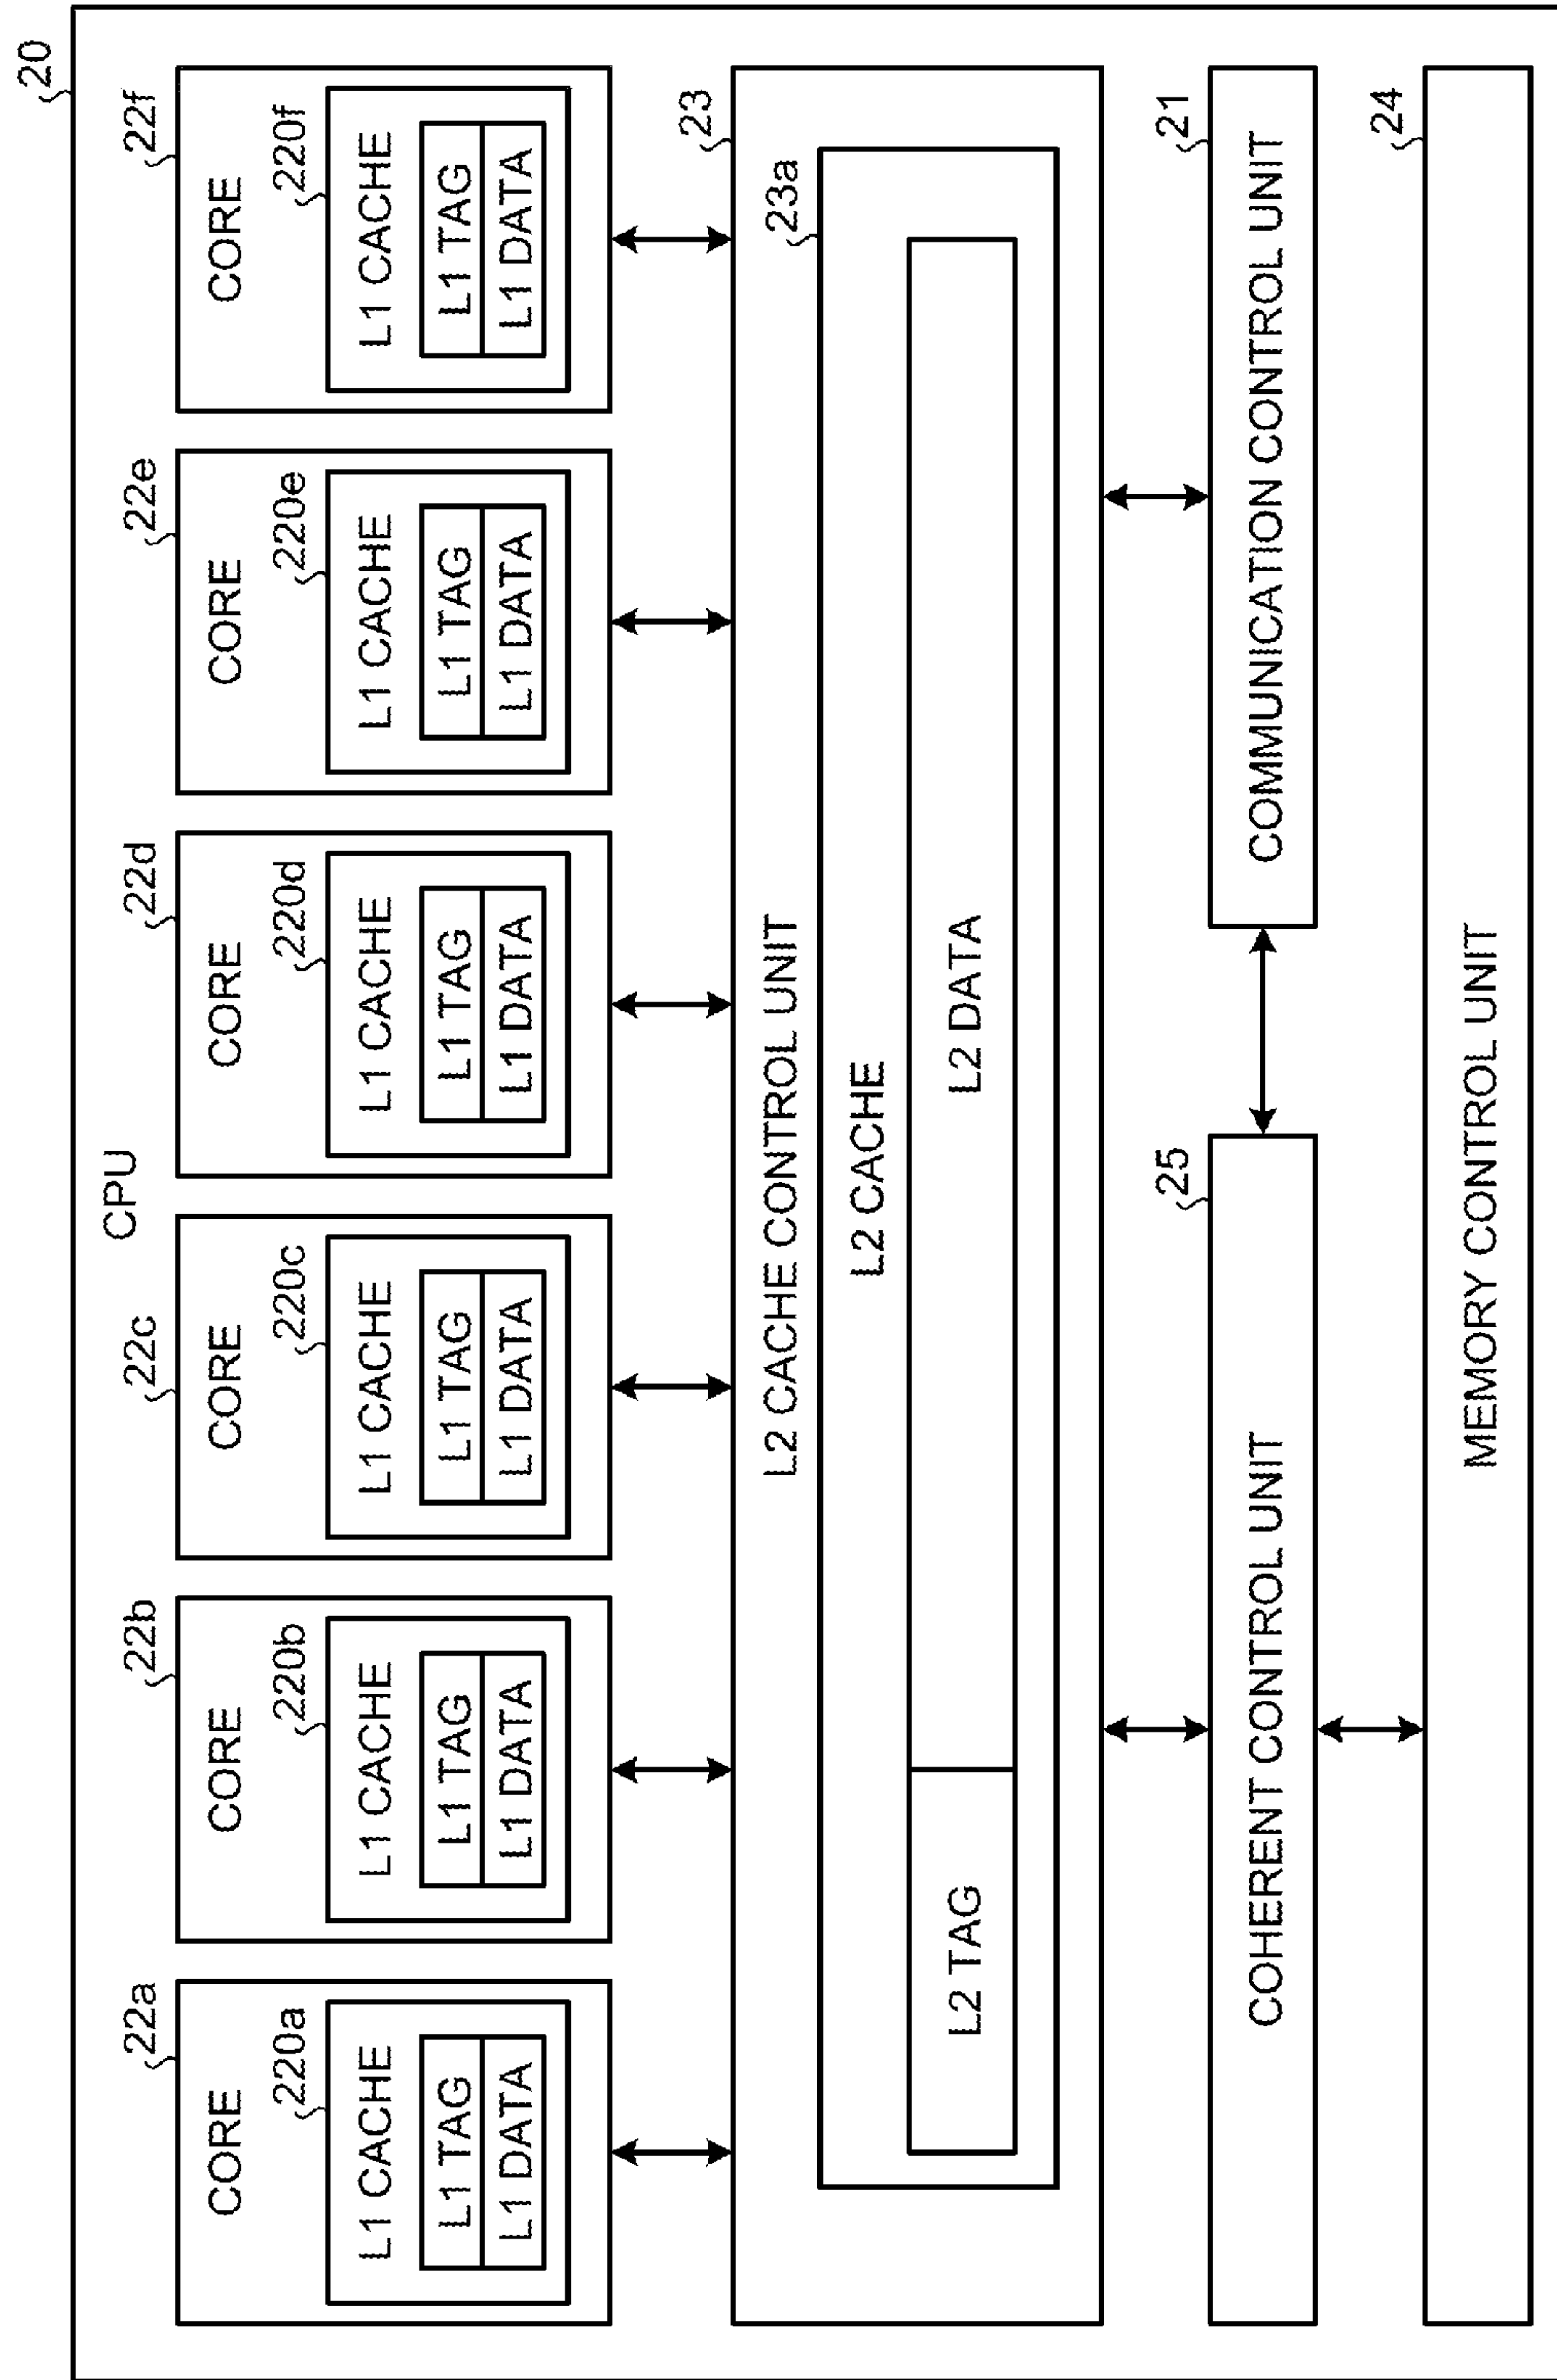 20
CPU
22a
22b
22c
22d
22e
22f
CORE
CORE
CORE
CORE
CORE
CORE
220a
220b
220c
220d
220e
220f
L1 CACHE
L1 CACHE
L1 CACHE
L1 CACHE
L1 CACHE
L1 CACHE
L1 TAG
L1 TAG
L1 TAG
L1 TAG
L1 TAG
L1 TAG
L1 DATA
L1 DATA
L1 DATA
L1 DATA
L1 DATA
L1 DATA
23
L2 CACHE CONTROL UNIT
23a
L2 CACHE
L2 TAG
L2 DATA
25
21
COHERENT CONTROL UNIT
COMMUNICATION CONTROL UNIT
24
MEMORY CONTROL UNIT